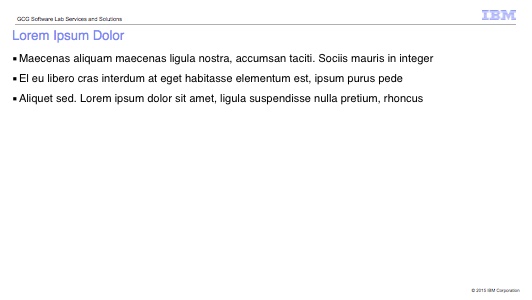 GCG Software Lab Services and Solutions
IBM
Lorem Ipsum Dolor
▪ Maecenas aliquam maecenas ligula nostra, accumsan taciti. Sociis mauris in integer
▪ El eu libero cras interdum at eget habitasse elementum est, ipsum purus pede
▪ Aliquet sed. Lorem ipsum dolor sit amet, ligula suspendisse nulla pretium, rhoncus
© 2015 IBM Corporation